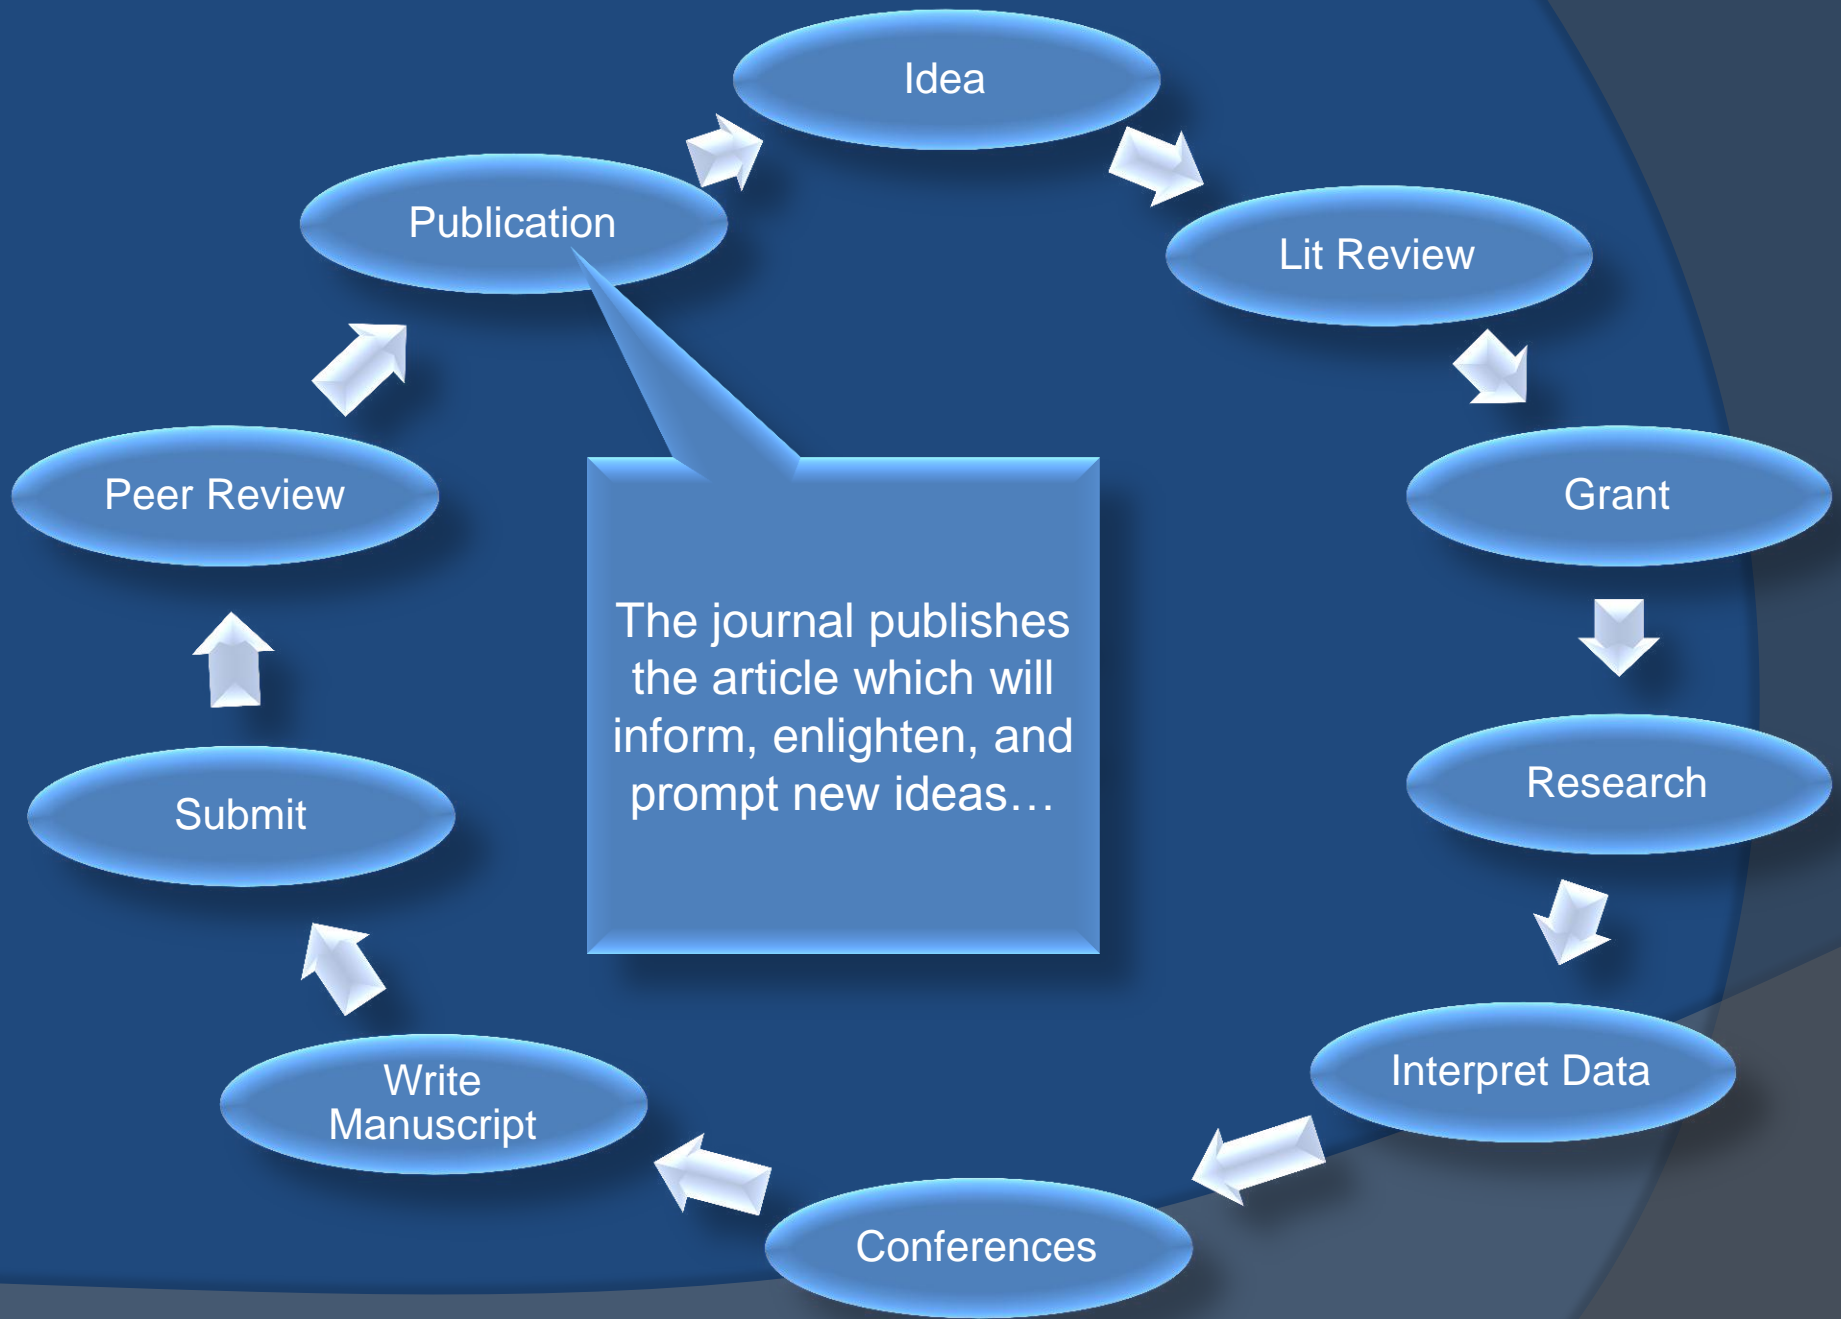 Idea
Publication
Lit Review
Peer Review
Grant
The journal publishes
the article which will
inform, enlighten, and
prompt new ideas…
Research
Submit
Interpret Data
Write
Manuscript
Conferences